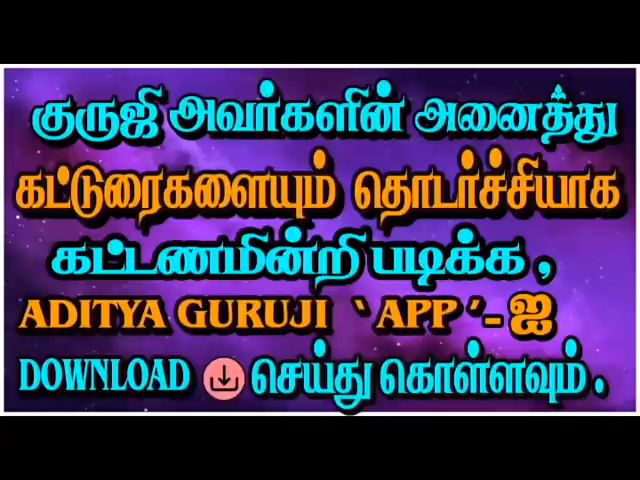 குருஜி அவர்களின் அனைத்து
கட்டுரைகளையும் தொடர்ச்சியாக
கட்டணமின்றி படிக்க ,
ADITYA GURUJI ` APP ’- ஐ
DOWNLOAD செய்து கொள்ளவும் .